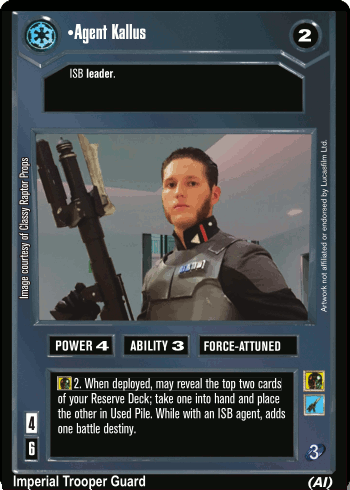 •Agent Kallus
2
ISB leader.
Image courtesy of Classy Raptor Props
Artwork not affiliated or endorsed by Lucasfilm Ltd.
POWER 4
ABILITY 3
FORCE-ATTUNED
2. When deployed, may reveal the top two cards
of your Reserve Deck; take one into hand and place
the other in Used Pile. While with an ISB agent, adds
one battle destiny.
4
6
3
Imperial Trooper Guard
(AI)